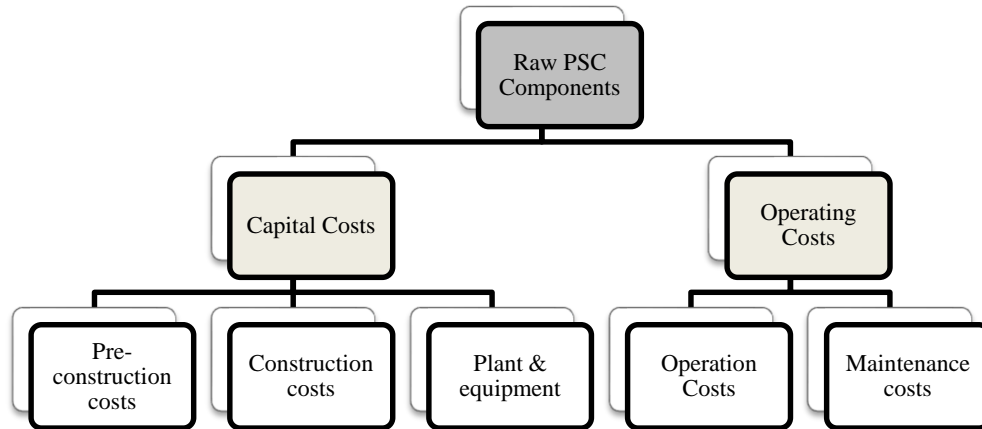 Raw PSC
Components
Capital Costs
Operating
Costs
Pre-
construction
costs
Construction
costs
Plant &
equipment
Operation
Costs
Maintenance
costs